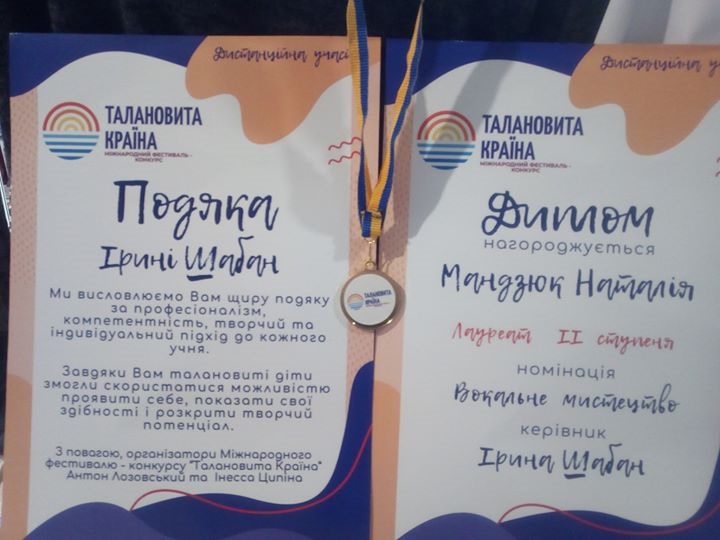 Дистанційна участ
ТАЛАНОВИТА
КРАЇНА
МІЖНАРОДНИЙ ФЕСТИВАЛЬ -
КОНКУРС
Подяка
Ірині Шабан
Ми висловлюємо Вам щиру подяку
за професіоналізм,
компетентність, творчий та
індивідуальний підхід до кожного
учня.
Завдяки Вам талановиті діти
змогли скористатися можливістю
проявити себе, показати свої
здібності і розкрити творчий
потенціал.
З повагою, організатори Міжнародного
фестивалю - конкурсу "Талановита Країна"
Антон Лозовський та Інесса Ципіна
ТАЛАНОВИТА
КРАЇНА
Дистанційна у
ТАЛАНОВИТА
КРАЇНА
МІЖНАРОДНИЙ ФЕСТИВАЛЬ -
КОНКУРС
Диплом
нагороджується
Мандзюк Наталія
Лауреат II ступеня
номінація
Вокальне мистецтво
керівник
Ірина Шабан